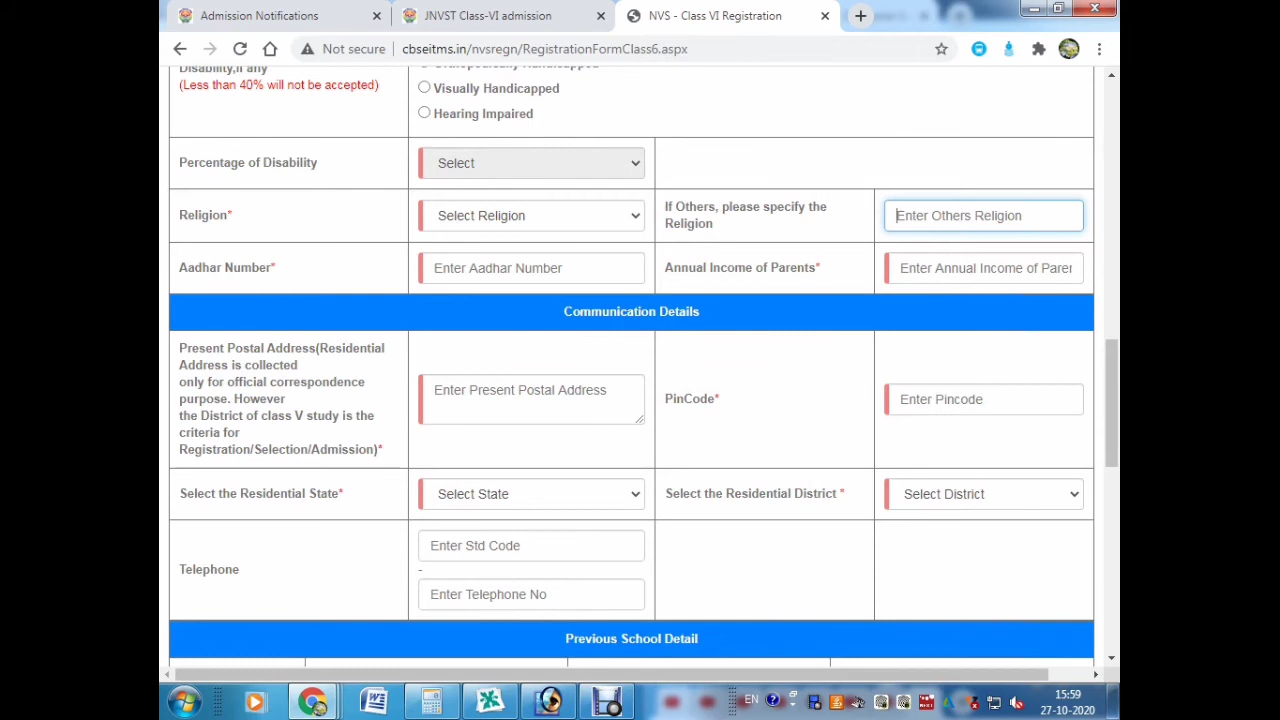 Admission Notifications
JNVST Class-VI admission
NVS - Class VI Registration
Not secure
cbseitms.in/nvsregn/RegistrationFormClass6.aspx
Disability,if any
(Less than 40% will not be accepted)
Orthopedically Handicapped
Visually Handicapped
Hearing Impaired
Percentage of Disability
Select
Religion*
Select Religion
If Others, please specify the
Religion
Enter Others Religion
Aadhar Number*
Enter Aadhar Number
Annual Income of Parents*
Enter Annual Income of Parer
Communication Details
Present Postal Address(Residential
Address is collected
only for official correspondence
purpose. However
the District of class V study is the
criteria for
Registration/Selection/Admission)*
Enter Present Postal Address
PinCode*
Enter Pincode
Select the Residential State*
Select State
Select the Residential District *
Select District
Telephone
Enter Std Code
-
Enter Telephone No
Previous School Detail
EN
15:59
27-10-2020